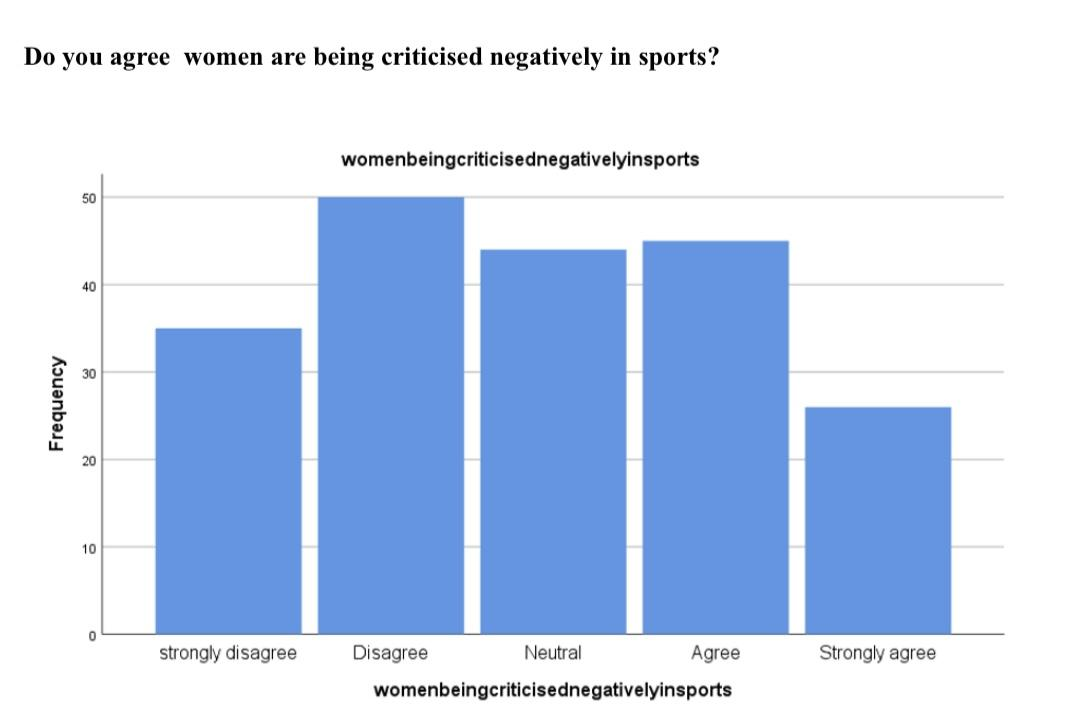 Do you agree  women are being criticised negatively in sports?
womenbeingcriticisednegativelyinsports
50
40
30
20
10
0
Frequency
strongly disagree Disagree Neutral Agree Strongly agree
womenbeingcriticisednegativelyinsports